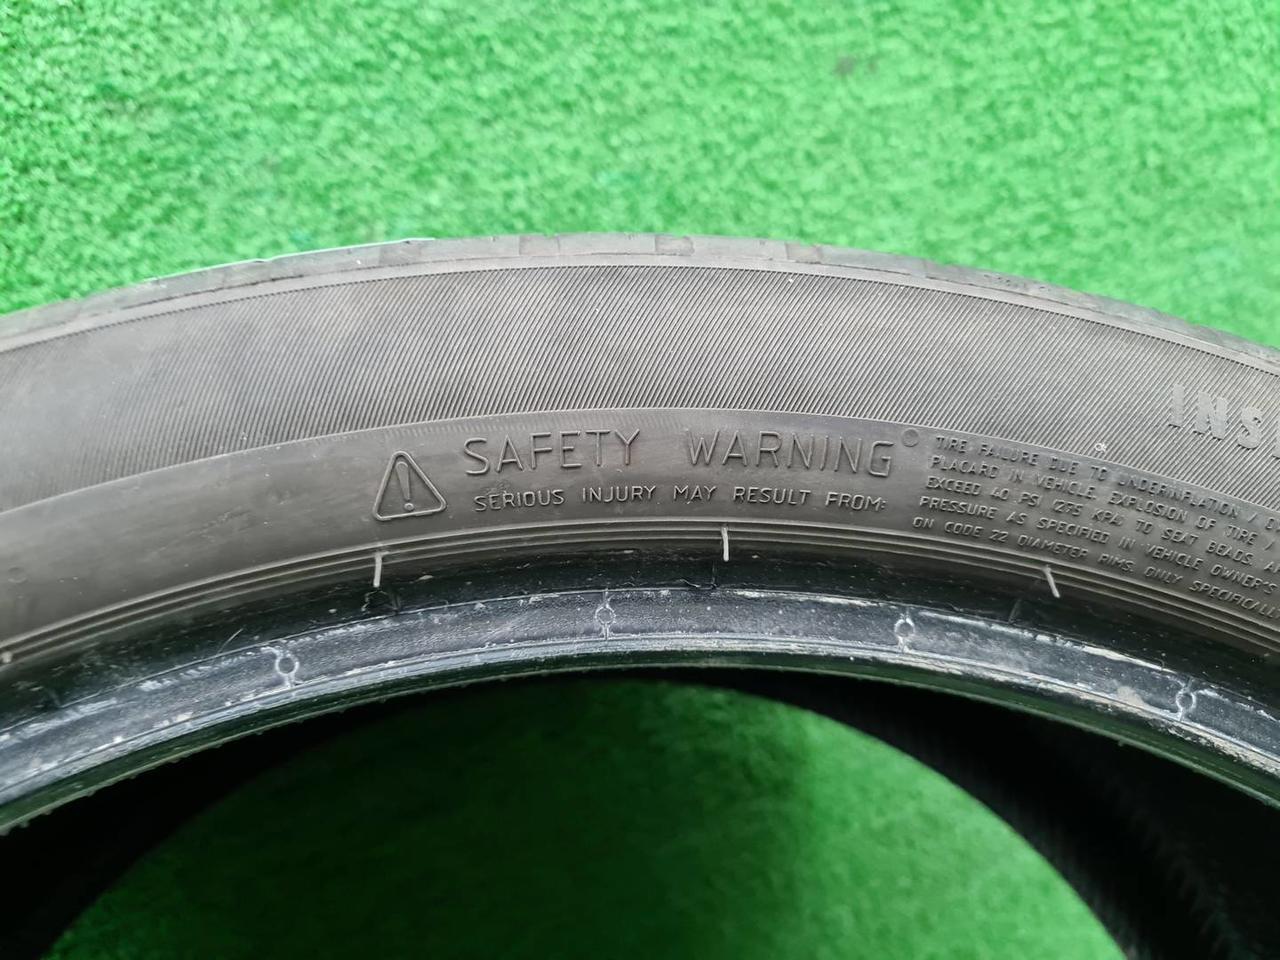 INS
SAFETY WARNING
SERIOUS INJURY MAY RESULT FROM:
TIRE FAILURE DUE TO UNDERINFLATION /
PLACARD IN VEHICLE. EXPLOSION OF TIRE /
EXCEED 40 PSI (275 KPA) TO SEAT BEADS.
PRESSURE AS SPECIFIED IN VEHICLE OWNER'S
ON CODE 22 DIAMETER RIMS. ONLY